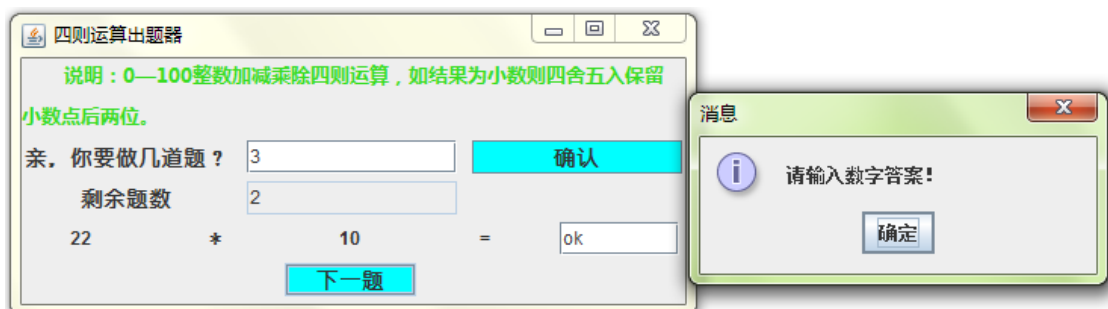 四则运算出题器
说明：0—100整数加减乘除四则运算，如结果为小数则四舍五入保留
小数点后两位。
亲，你要做几道题？ 3 确认
剩余题数 2
22 * 10 = ok
下一题
消息
请输入数字答案!
确定